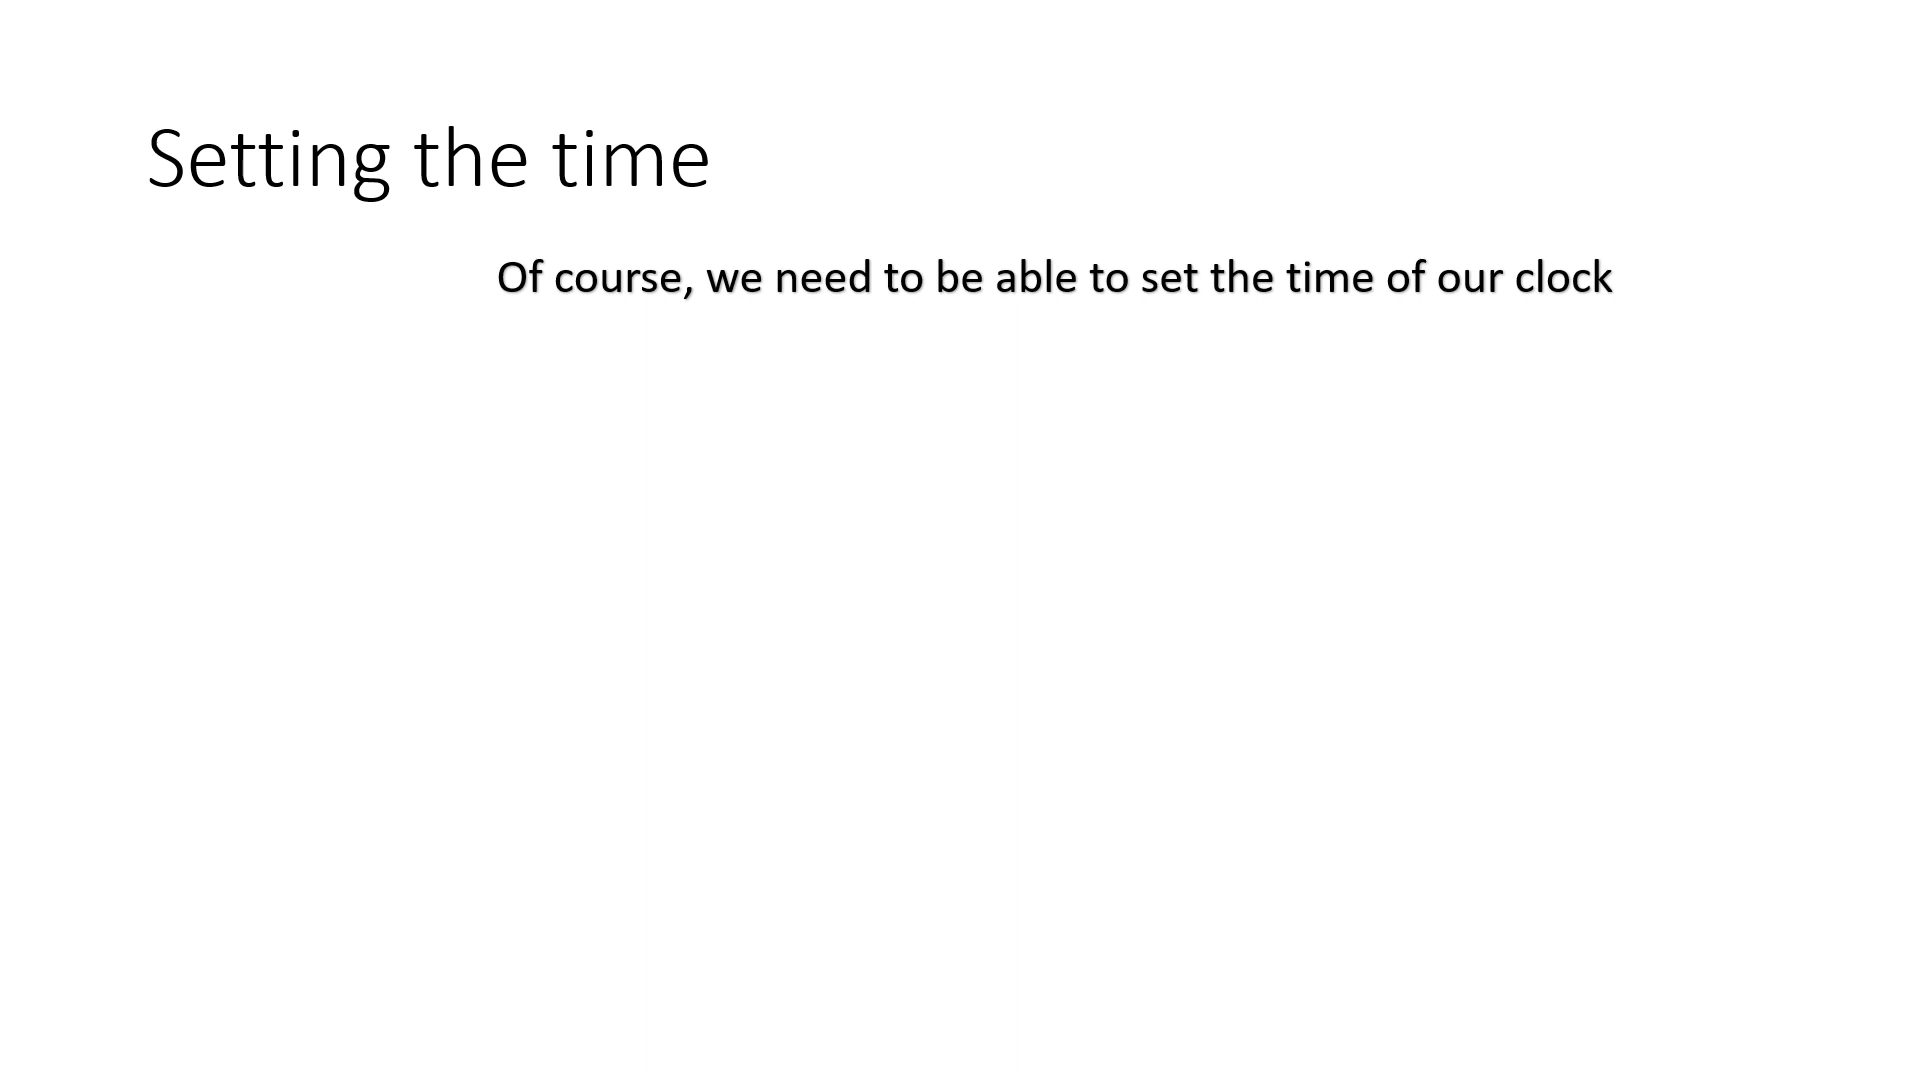 Setting the time
Of course, we need to be able to set the time of our clock